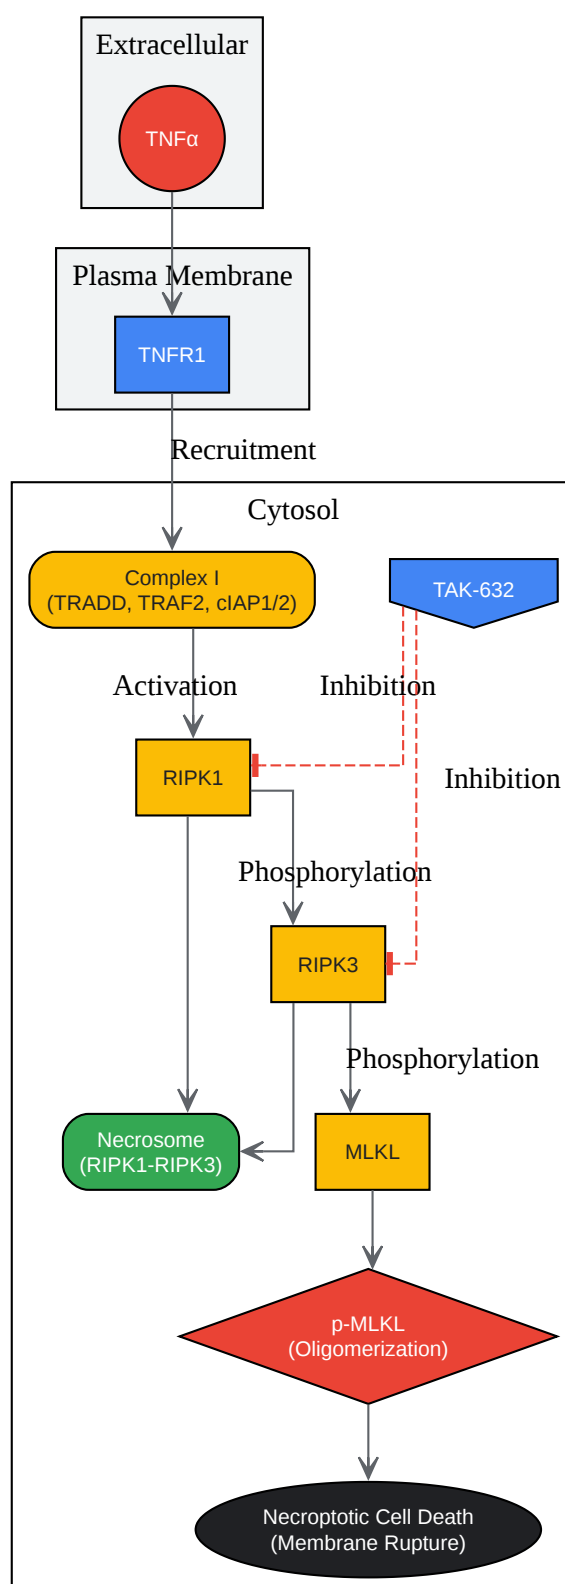 Extracellular
TNFα
Plasma Membrane
TNFR1
Recruitment
Cytosol
Complex I
(TRADD, TRAF2, cIAP1/2)
TAK-632
Activation
Inhibition
RIPK1
Inhibition
Phosphorylation
RIPK3
Phosphorylation
Necrosome
(RIPK1-RIPK3)
MLKL
p-MLKL
(Oligomerization)
Necroptotic Cell Death
(Membrane Rupture)